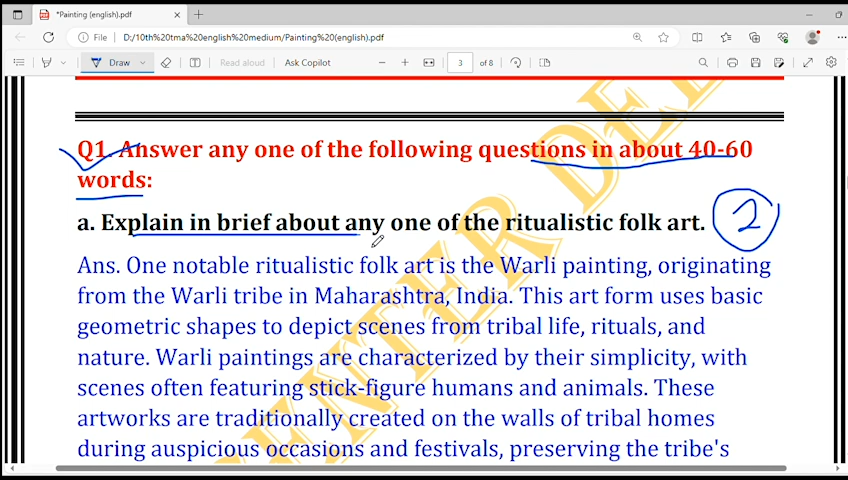 *Painting (english).pdf
File
D:/10th%20tma%20english%20medium/Painting%20(english).pdf
Draw
Read aloud
Ask Copilot
3
of 8
Q1. Answer any one of the following questions in about 40-60
words:
a. Explain in brief about any one of the ritualistic folk art.
2
Ans. One notable ritualistic folk art is the Warli painting, originating
from the Warli tribe in Maharashtra, India. This art form uses basic
geometric shapes to depict scenes from tribal life, rituals, and
nature. Warli paintings are characterized by their simplicity, with
scenes often featuring stick-figure humans and animals. These
artworks are traditionally created on the walls of tribal homes
during auspicious occasions and festivals, preserving the tribe's